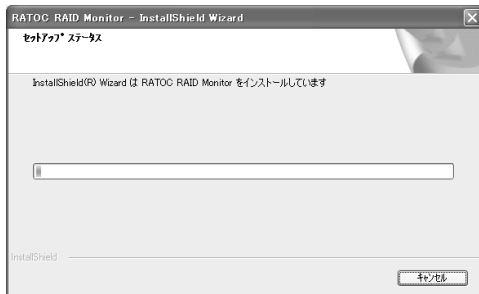 RATOC RAID Monitor - InstallShield Wizard
セットアップ ステータス
InstallShield(R) Wizard は RATOC RAID Monitor をインストールしています
InstallShield
キャンセル